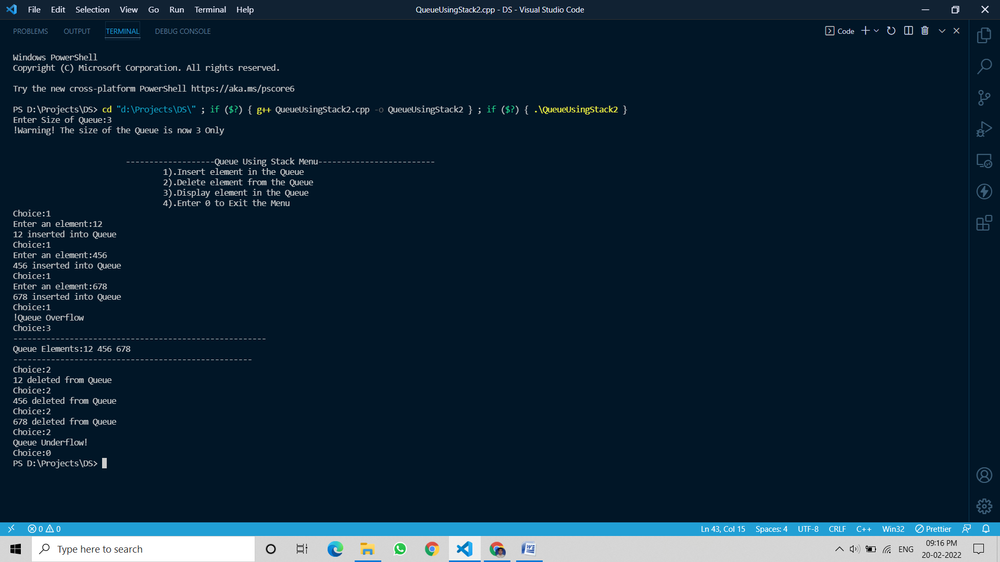 File Edit Selection View Go Run Terminal Help
QueueUsingStack2.cpp - DS - Visual Studio Code
PROBLEMS OUTPUT TERMINAL DEBUG CONSOLE
Code
Windows PowerShell
Copyright (C) Microsoft Corporation. All rights reserved.
Try the new cross-platform PowerShell https://aka.ms/pscore6
PS D:\Projects\DS> cd "d:\Projects\DS\" ; if ($?) { g++ QueueUsingStack2.cpp -o QueueUsingStack2 } ; if ($?) { .\QueueUsingStack2 }
Enter Size of Queue:3
!Warning! The size of the Queue is now 3 Only
-------------------Queue Using Stack Menu-------------------------
1).Insert element in the Queue
2).Delete element from the Queue
3).Display element in the Queue
4).Enter 0 to Exit the Menu
Choice:1
Enter an element:12
12 inserted into Queue
Choice:1
Enter an element:456
456 inserted into Queue
Choice:1
Enter an element:678
678 inserted into Queue
Choice:1
!Queue Overflow
Choice:3
------------------------------------------------------
Queue Elements:12 456 678
---------------------------------------------------
Choice:2
12 deleted from Queue
Choice:2
456 deleted from Queue
Choice:2
678 deleted from Queue
Choice:2
Queue Underflow!
Choice:0
PS D:\Projects\DS>
0 0
Ln 43, Col 15 Spaces: 4 UTF-8 CRLF C++ Win32 Prettier
Type here to search
ENG
09:16 PM
20-02-2022